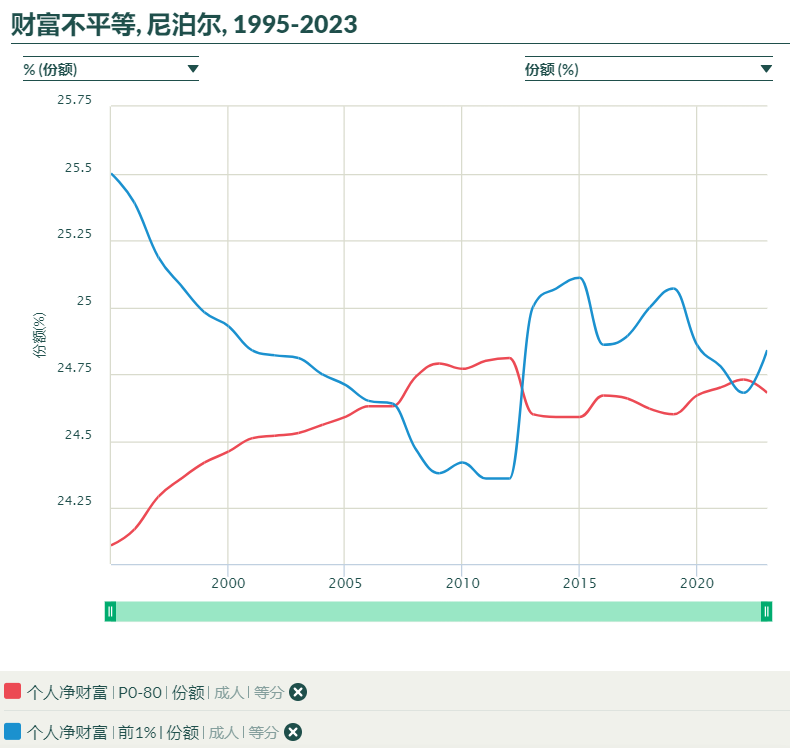 财富不平等, 尼泊尔, 1995-2023
% (份额)
份额 (%)
25.75
25.5
25.25
25
24.75
24.5
24.25
份额(%)
2000 2005 2010 2015 2020
个人净财富 | P0-80 | 份额 | 成人 | 等分
个人净财富 | 前1% | 份额 | 成人 | 等分